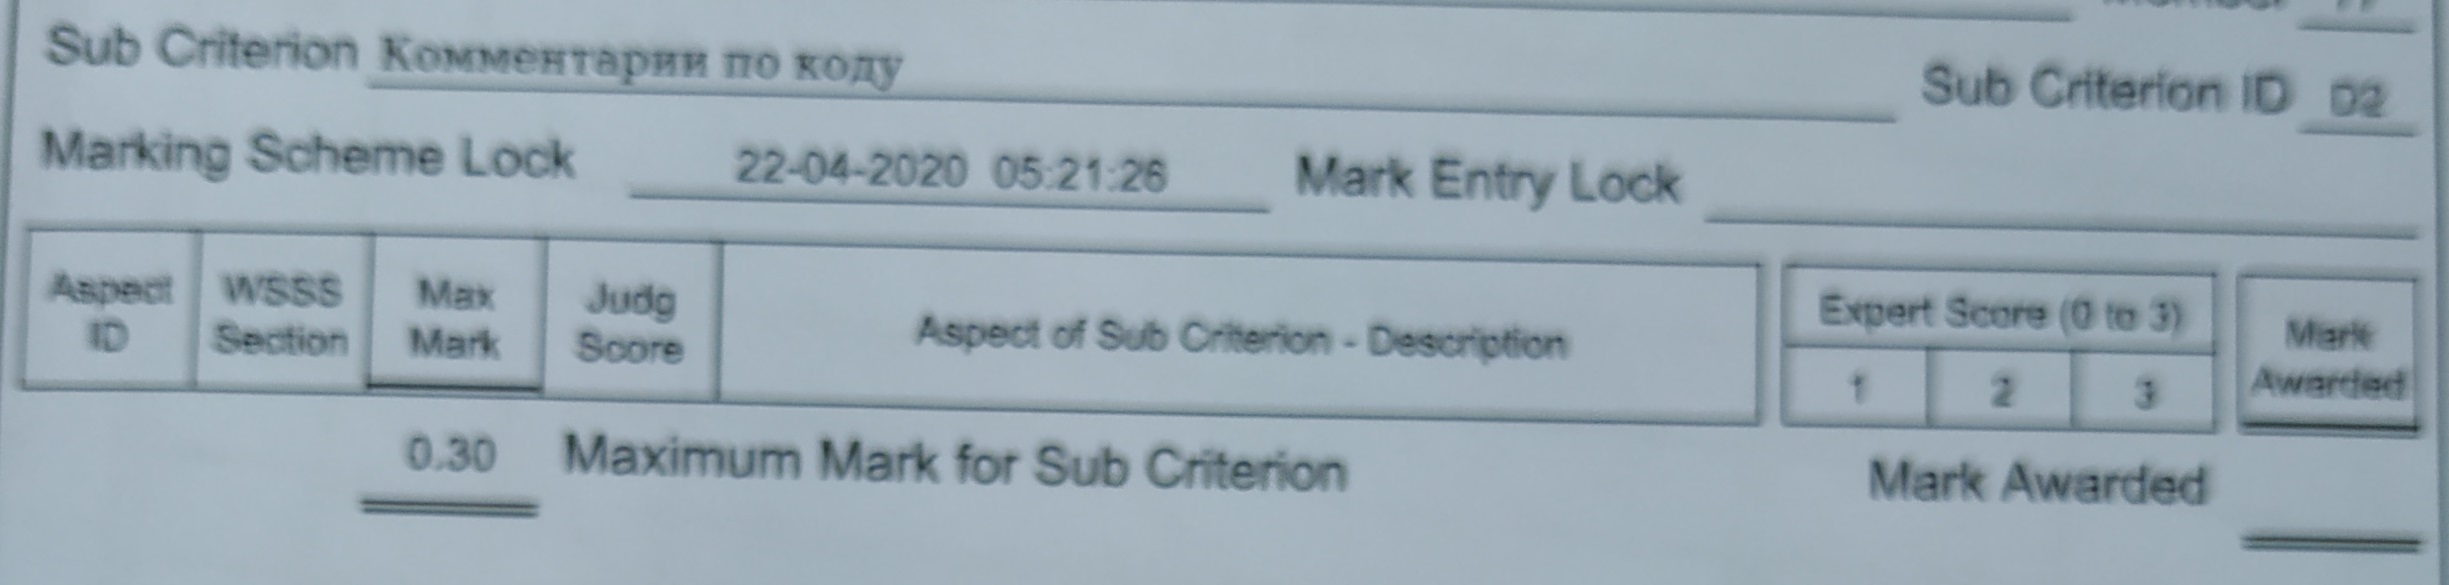 Sub Criterion Комментарии по коду
Sub Criterion ID D2
Marking Scheme Lock 22-04-2020 05:21:26 Mark Entry Lock
Aspect ID
WSSS Section
Max Mark
Judg Score
Aspect of Sub Criterion - Description
Expert Score (0 to 3)
1 2 3
Mark Awarded
0.30 Maximum Mark for Sub Criterion
Mark Awarded